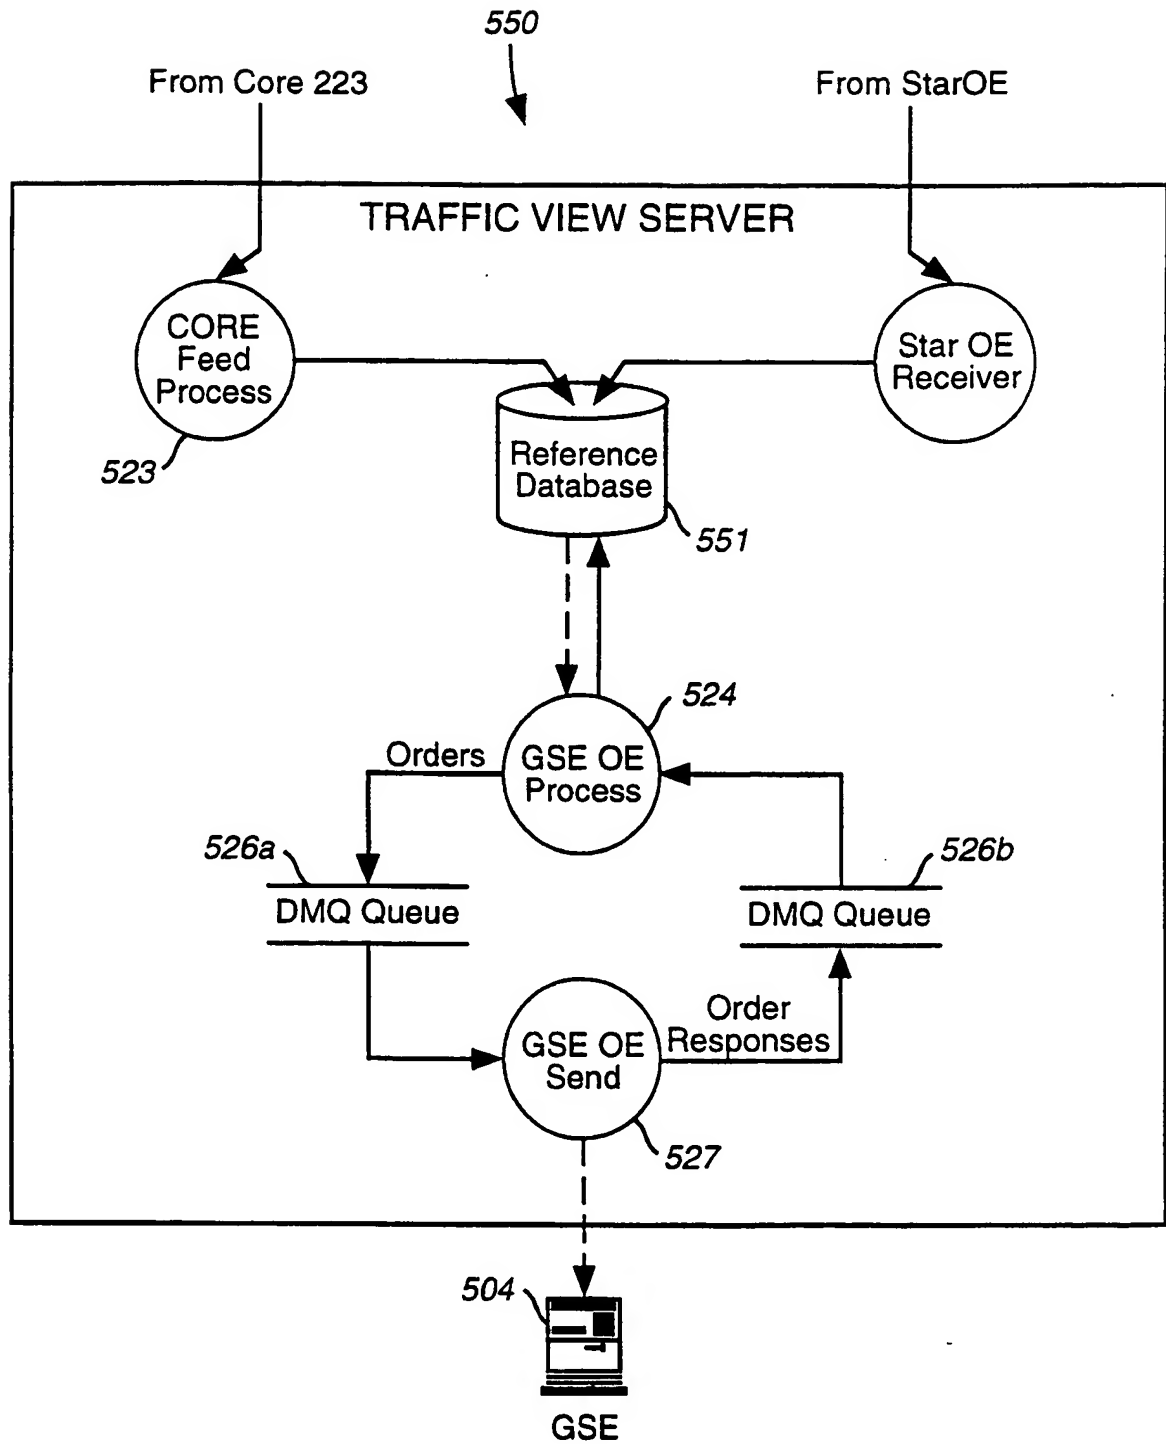 550
From Core 223
From StarOE
TRAFFIC VIEW SERVER
CORE
Feed
Process
523
Star OE
Receiver
Reference
Database
551
524
GSE OE
Process
Orders
526a
DMQ Queue
526b
DMQ Queue
GSE OE
Send
Order
Responses
527
504
GSE